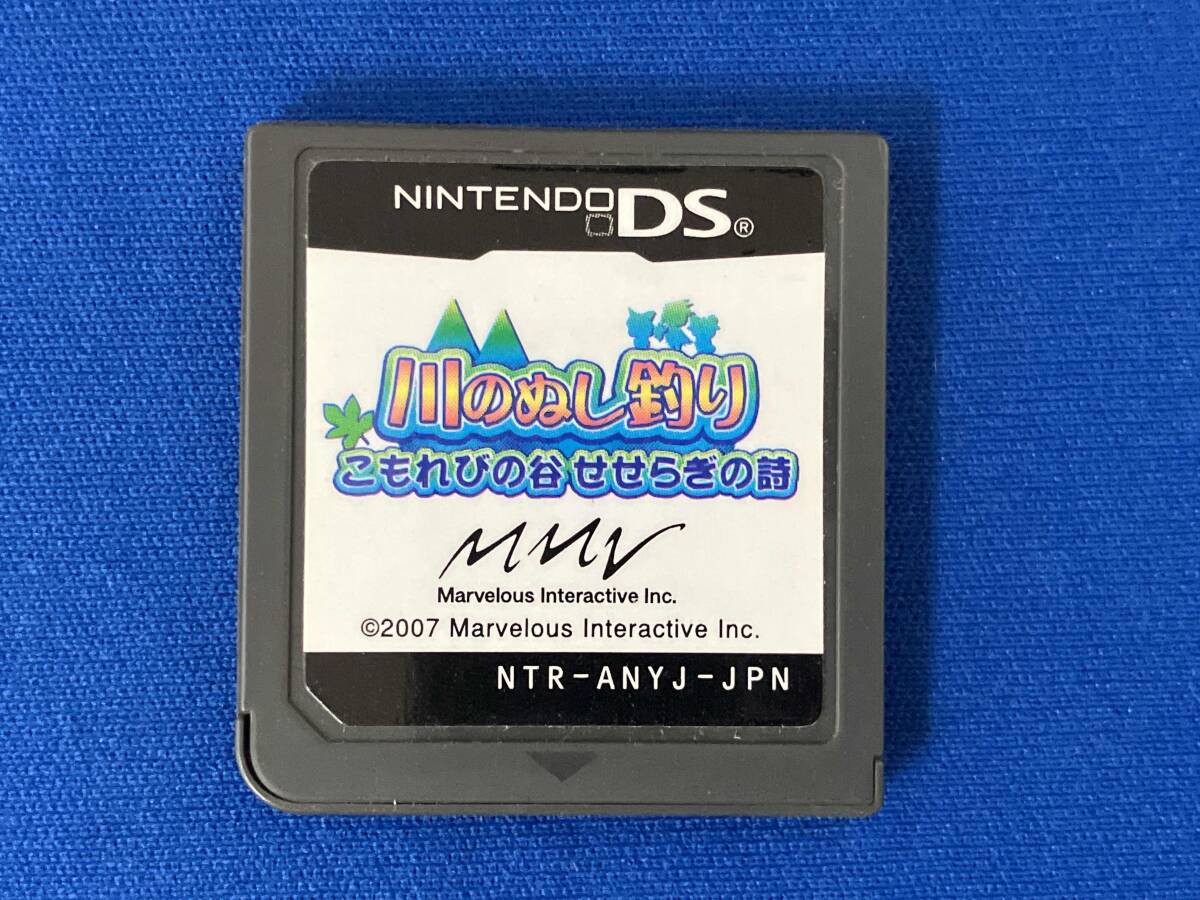 NINTENDO DS®
川のぬし釣り
こもれびの谷 せせらぎの詩
MMV
Marvelous Interactive Inc.
©2007 Marvelous Interactive Inc.
NTR-ANYJ-JPN